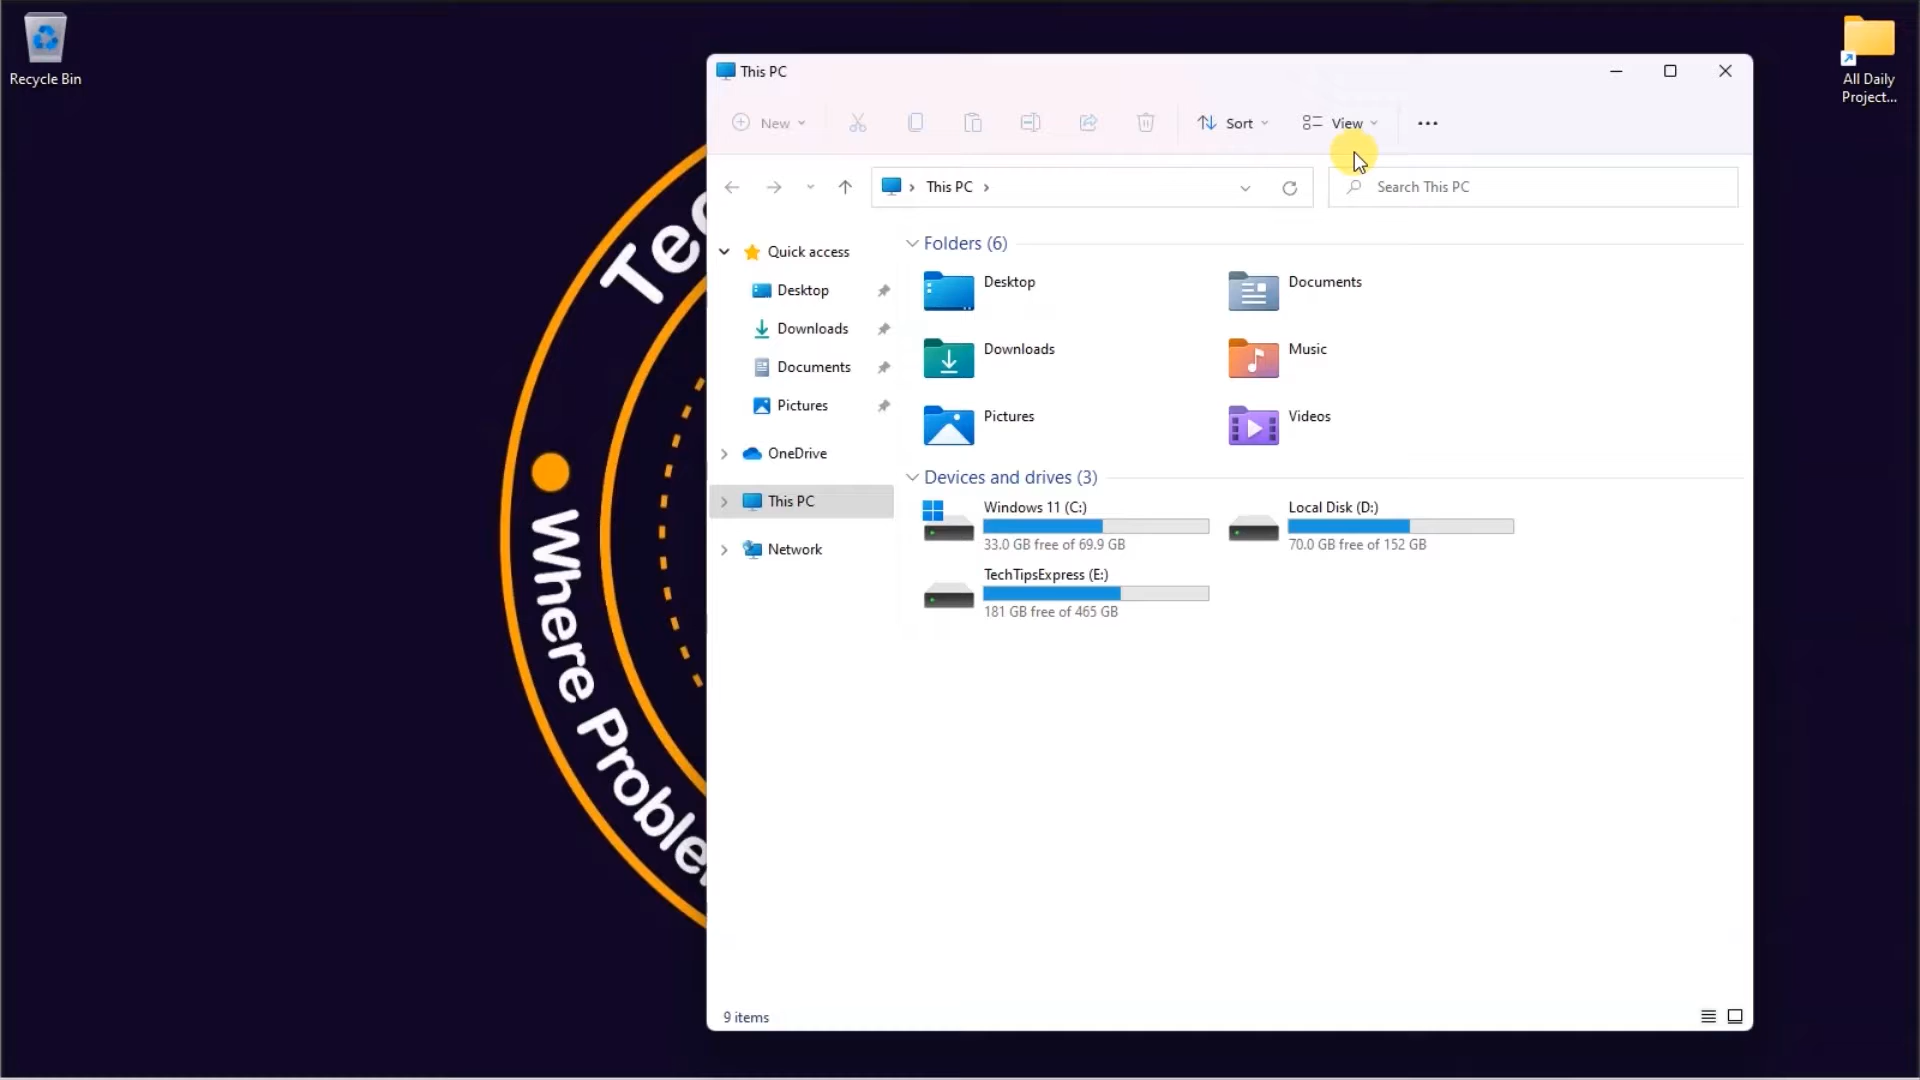 Recycle Bin
All Daily
Project...
Where
This PC
New
Sort
View
This PC
Search This PC
Quick access
Desktop
Downloads
Documents
Pictures
OneDrive
This PC
Network
Folders (6)
Desktop
Documents
Downloads
Music
Pictures
Videos
Devices and drives (3)
Windows 11 (C:)
33.0 GB free of 69.9 GB
Local Disk (D:)
70.0 GB free of 152 GB
TechTipsExpress (E:)
181 GB free of 465 GB
9 items